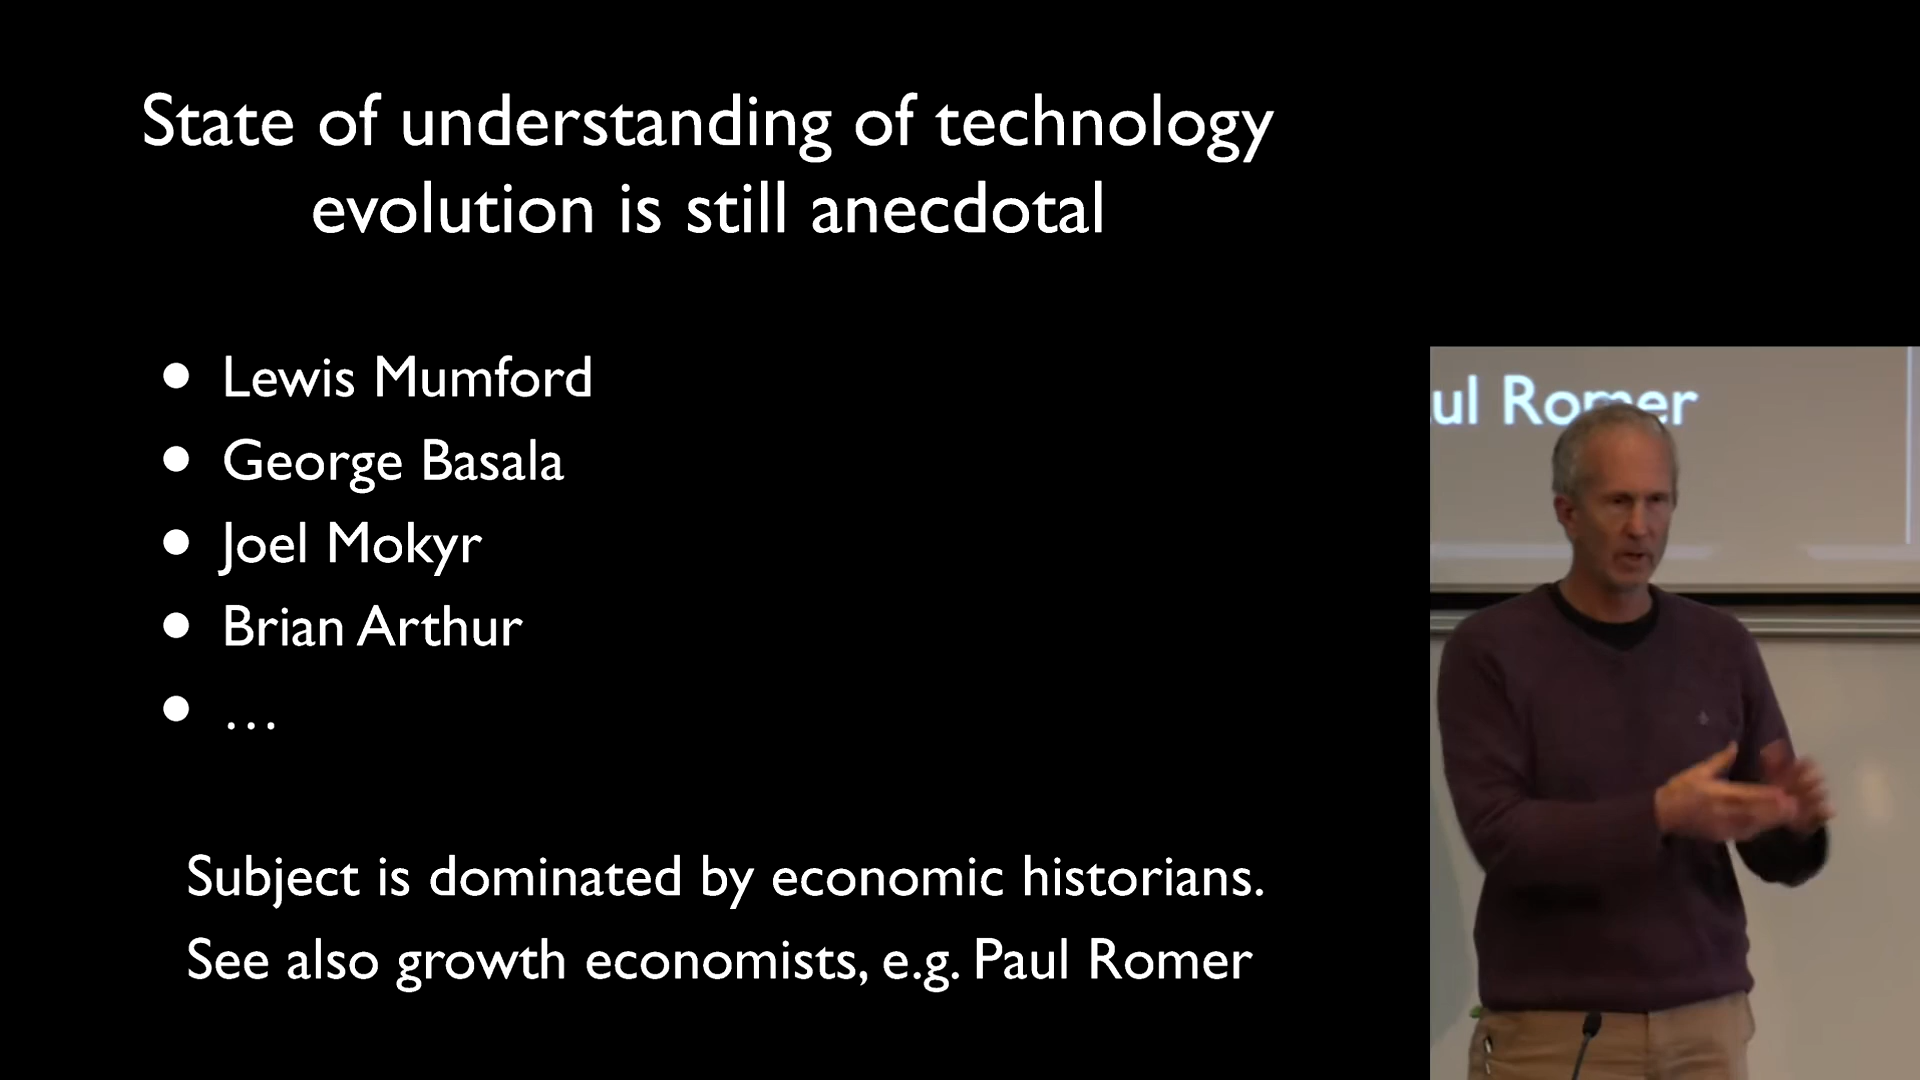 State of understanding of technology
evolution is still anecdotal
● Lewis Mumford
● George Basala
● Joel Mokyr
● Brian Arthur
● …
Subject is dominated by economic historians.
See also growth economists, e.g. Paul Romer
ul Romer